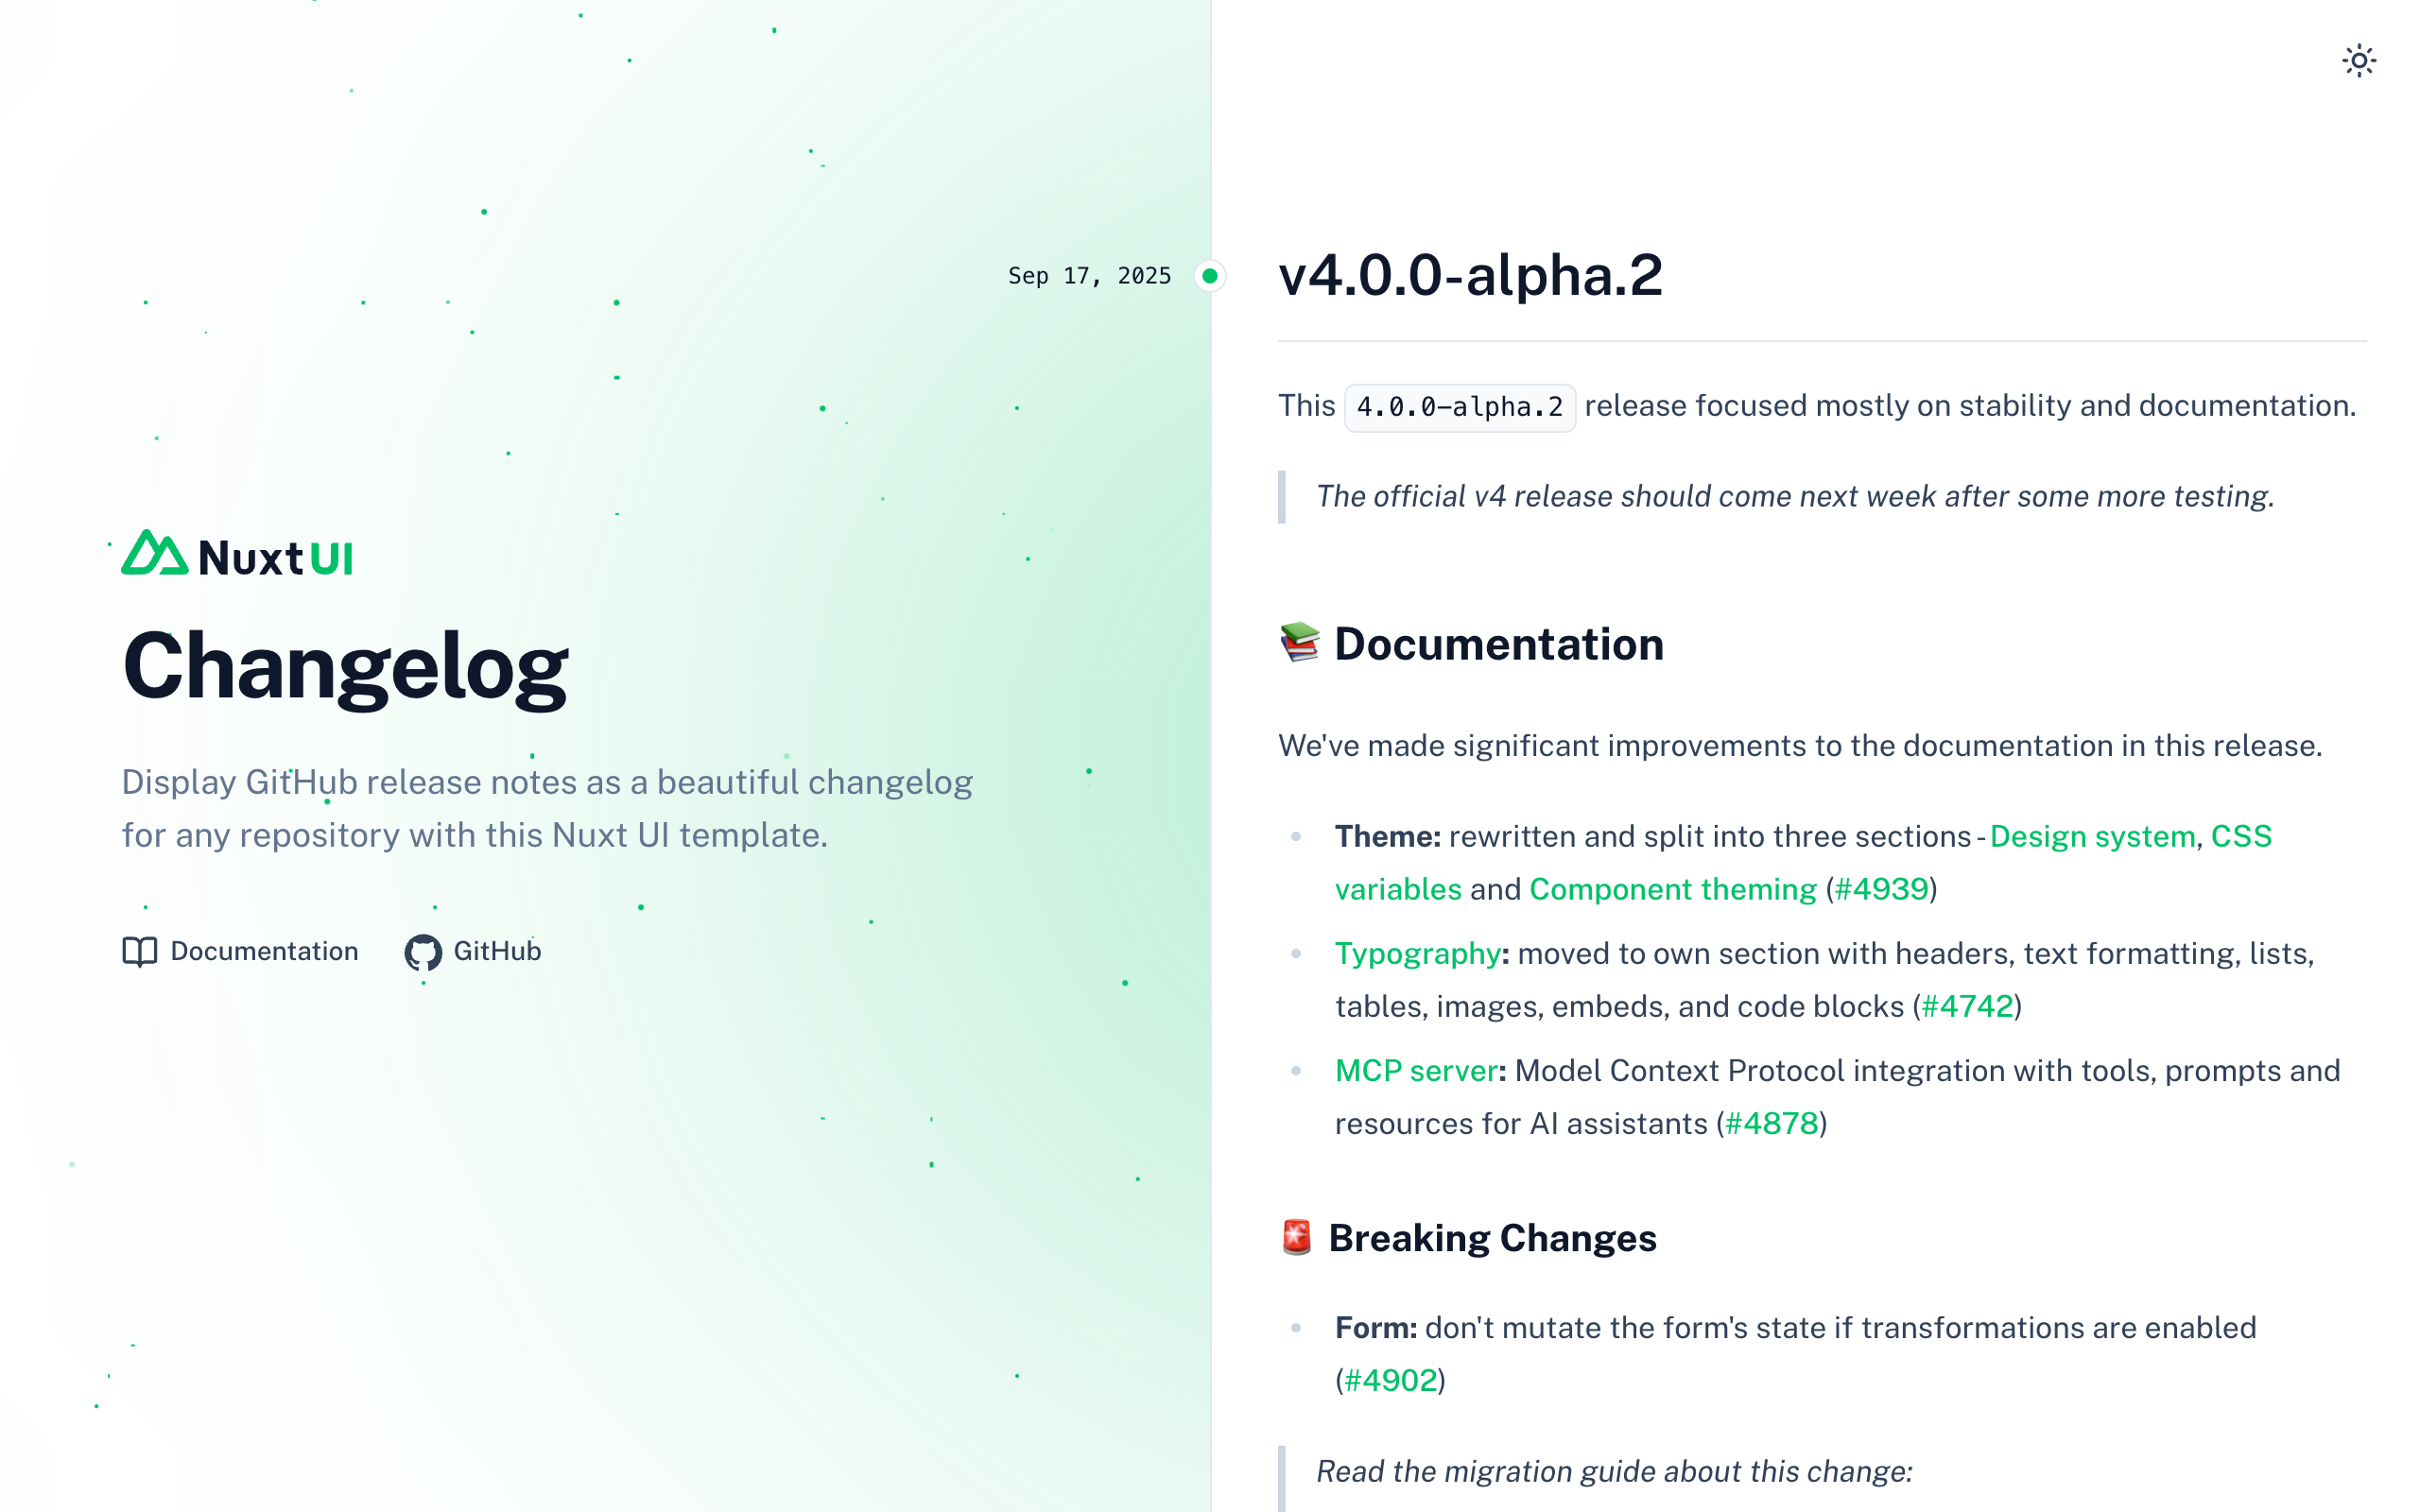 Nuxt UI
Changelog
Display GitHub release notes as a beautiful changelog
for any repository with this Nuxt UI template.
Documentation
GitHub
Sep 17, 2025
v4.0.0-alpha.2
This 4.0.0-alpha.2 release focused mostly on stability and documentation.
The official v4 release should come next week after some more testing.
📚 Documentation
We've made significant improvements to the documentation in this release.
• Theme: rewritten and split into three sections - Design system, CSS
variables and Component theming (#4939)
• Typography: moved to own section with headers, text formatting, lists,
tables, images, embeds, and code blocks (#4742)
• MCP server: Model Context Protocol integration with tools, prompts and
resources for AI assistants (#4878)
🚨 Breaking Changes
• Form: don't mutate the form's state if transformations are enabled
(#4902)
Read the migration guide about this change: